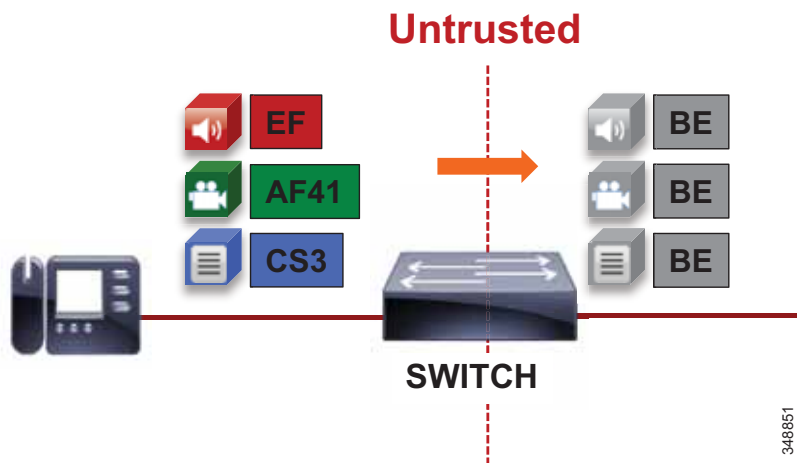 Untrusted
EF
BE
AF41
BE
CS3
BE
SWITCH
348851